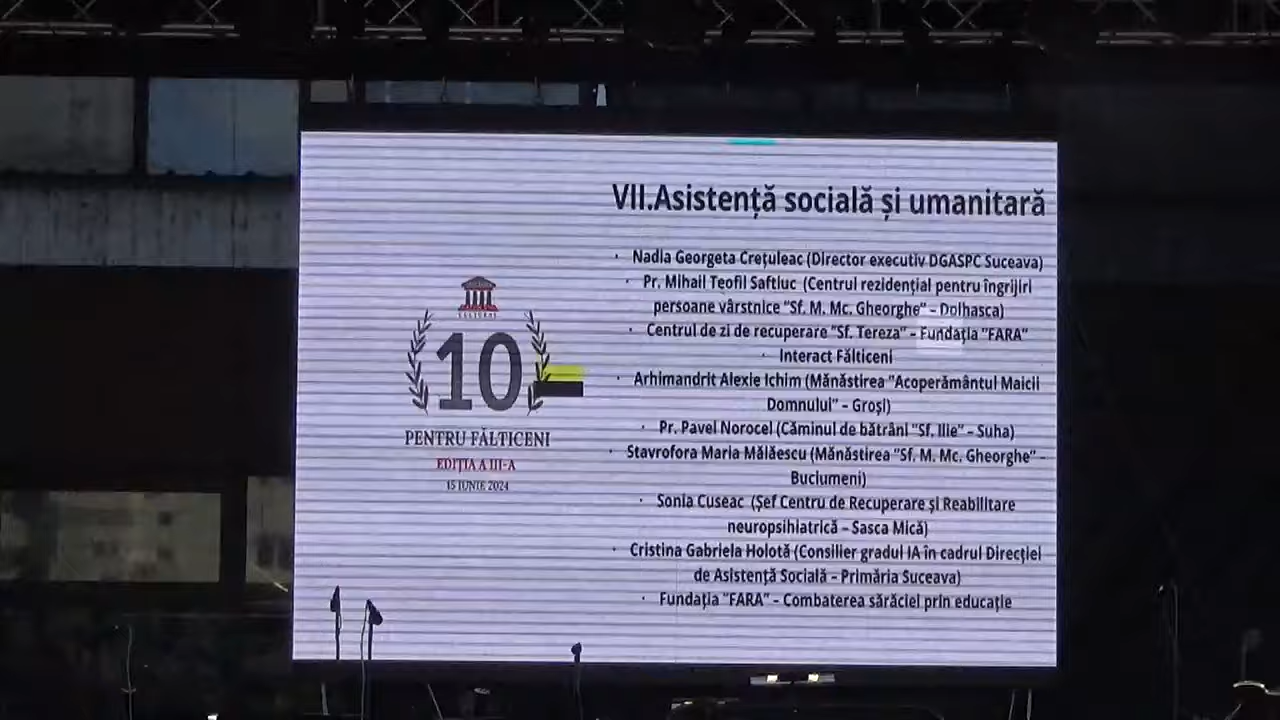 VII.Asistență socială și umanitară
· Nadia Georgeta Crețuleac (Director executiv DGASPC Suceava)
· Pr. Mihail Teofil Saftiuc (Centrul rezidențial pentru îngrijiri
persoane vârstnice "Sf. M. Mc. Gheorghe" - Dolhasca)
· Centrul de zi de recuperare "Sf. Tereza" - Fundația "FARA"
· Interact Fălticeni
· Arhimandrit Alexie Ichim (Mănăstirea "Acoperământul Maicii
Domnului" - Groși)
· Pr. Pavel Norocel (Căminul de bătrâni "Sf. Ilie" - Suha)
· Stavrofora Maria Mălăescu (Mănăstirea "Sf. M. Mc. Gheorghe" -
Buciumeni)
· Sonia Cuseac (Șef Centru de Recuperare și Reabilitare
neuropsihiatrică - Sasca Mică)
· Cristina Gabriela Holotă (Consilier gradul IA în cadrul Direcției
de Asistență Socială - Primăria Suceava)
· Fundația "FARA" - Combaterea sărăciei prin educație
10
PENTRU FĂLTICENI
EDIȚIA A III-A
15 IUNIE 2024